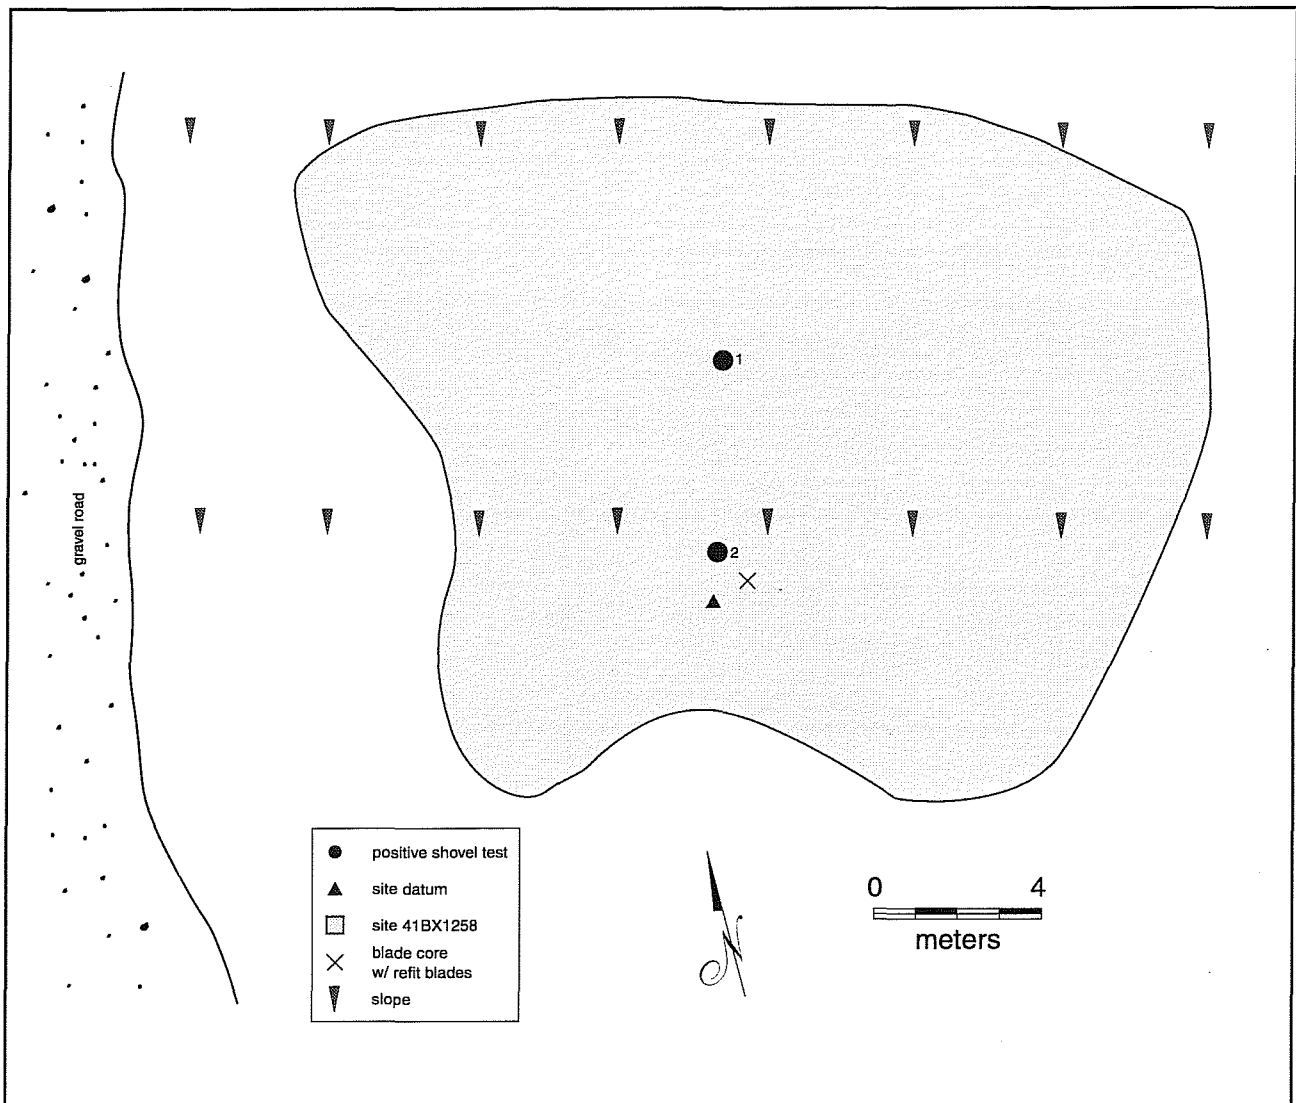 1
gravel road
2
positive shovel test
site datum
site 41BX1258
blade core
w/ refit blades
slope
N
0 4
meters